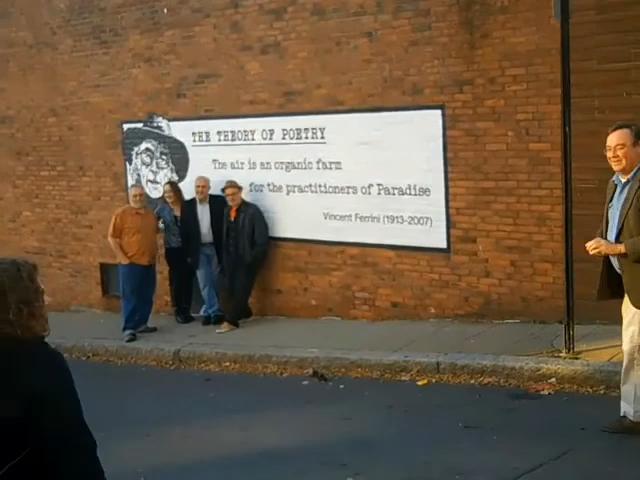 THE THEORY OF POETRY
The air is an organic farm
for the practitioners of Paradise
Vincent Ferrini (1913-2007)